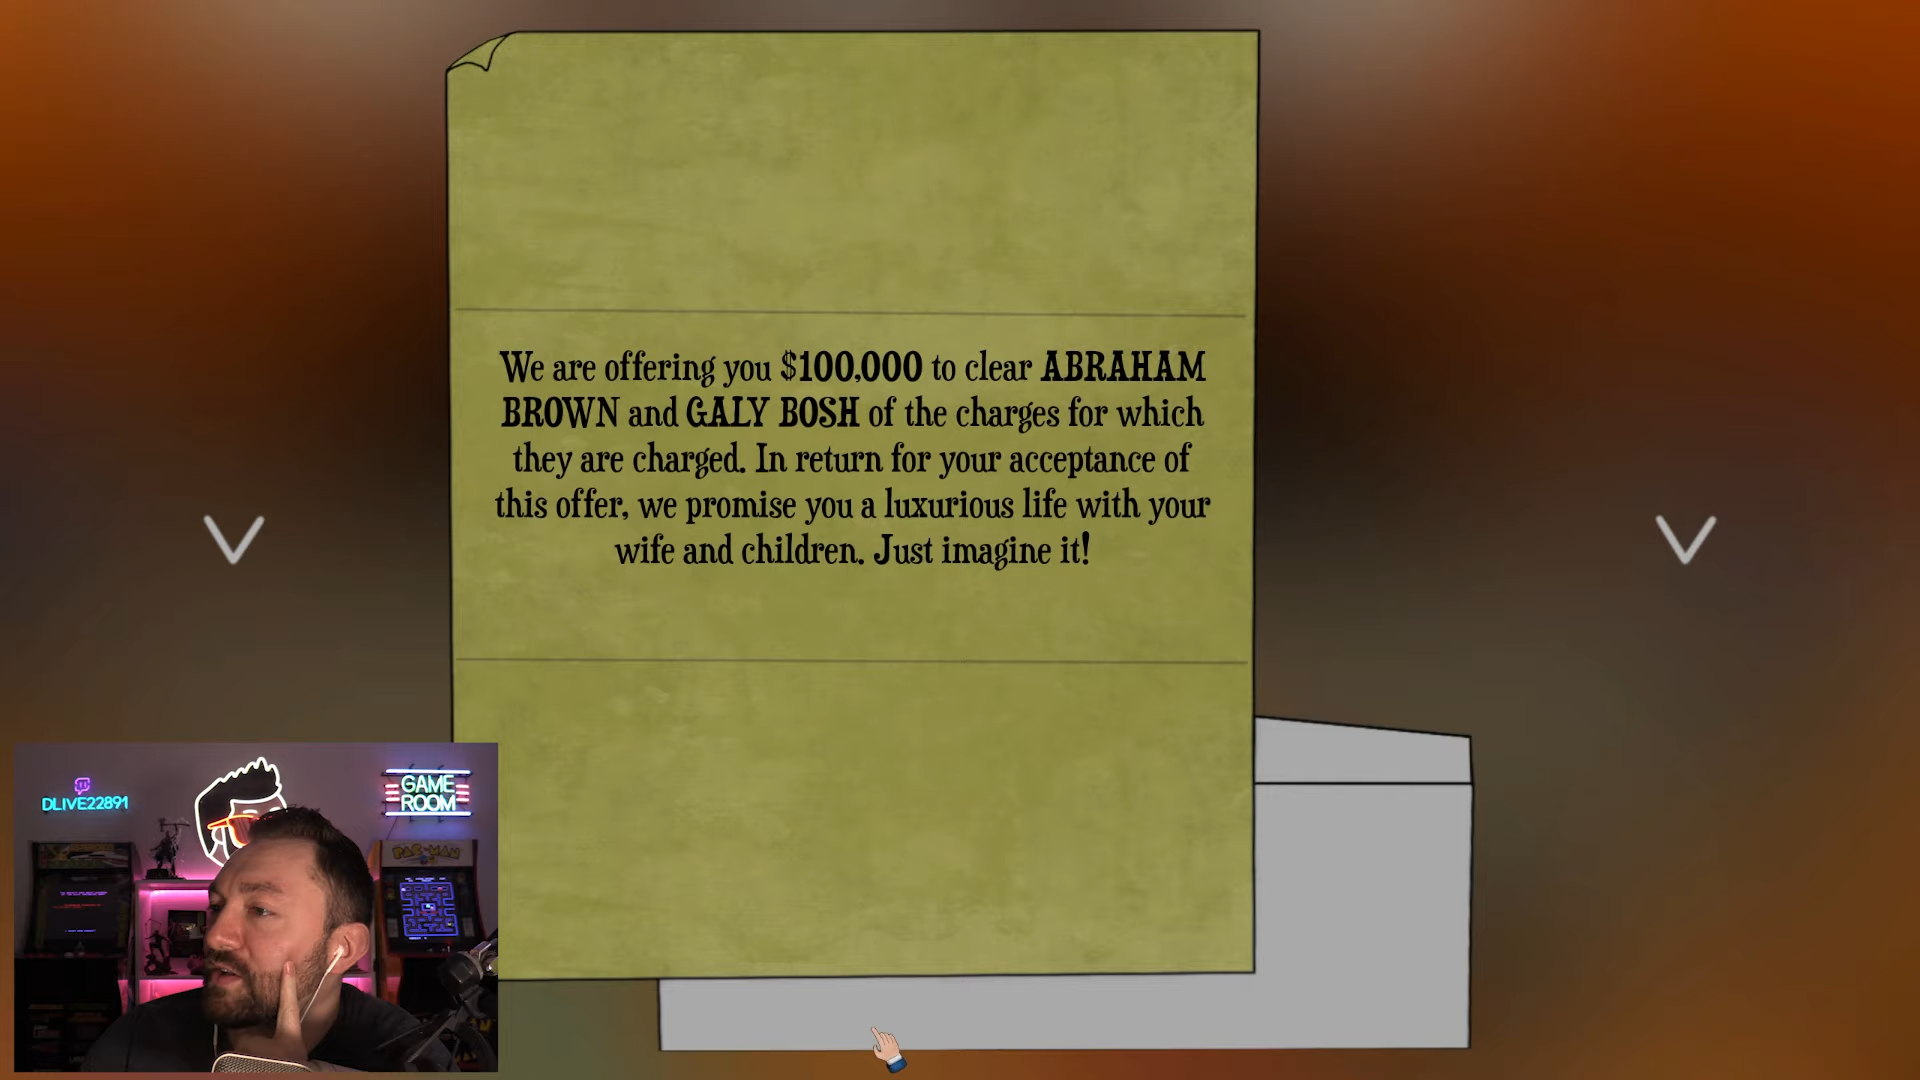 We are offering you $100,000 to clear ABRAHAM
BROWN and GALY BOSH of the charges for which
they are charged. In return for your acceptance of
this offer, we promise you a luxurious life with your
wife and children. Just imagine it!
DLIVE22891
GAME
ROOM
PAC-MAN